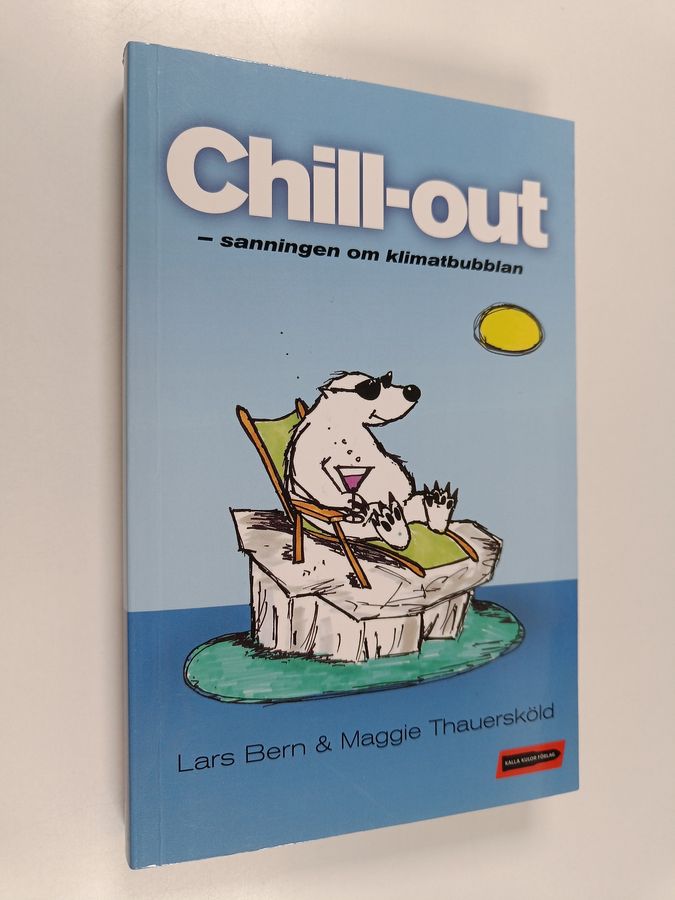 Chill-out
– sanningen om klimatbubblan
Lars Bern & Maggie Thauersköld
KALLA KULOR FÖRLAG